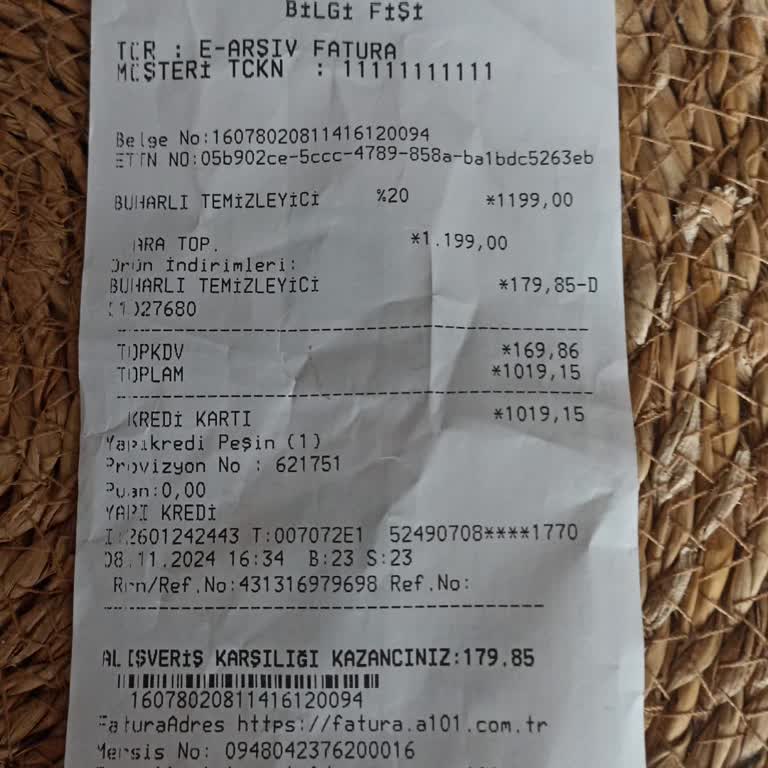 BİLGİ FİŞİ
TÜR : E-ARŞIV FATURA
MÜŞTERİ TCKN : 11111111111
Belge No:16078020811416120094
ETTN NO:05b902ce-5ccc-4789-858a-ba1bdc5263eb
BUHARLI TEMİZLEYİCİ %20 *1199,00
ARA TOP. *1.199,00
Ürün İndirimleri:
BUHARLI TEMİZLEYİCİ *179,85-D
(1)27680
TOPKDV *169,86
TOPLAM *1019,15
KREDİ KARTI *1019,15
Yapıkredi Peşin (1)
Provizyon No : 621751
Puan:0,00
YAPI KREDİ
I:2601242443 T:007072E1 52490708****1770
08.11.2024 16:34 B:23 S:23
Rrn/Ref.No:431316979698 Ref.No:
ALIŞVERİŞ KARŞILIĞI KAZANCINIZ:179.85
16078020811416120094
FaturaAdres https://fatura.a101.com.tr
Mersis No: 0948042376200016